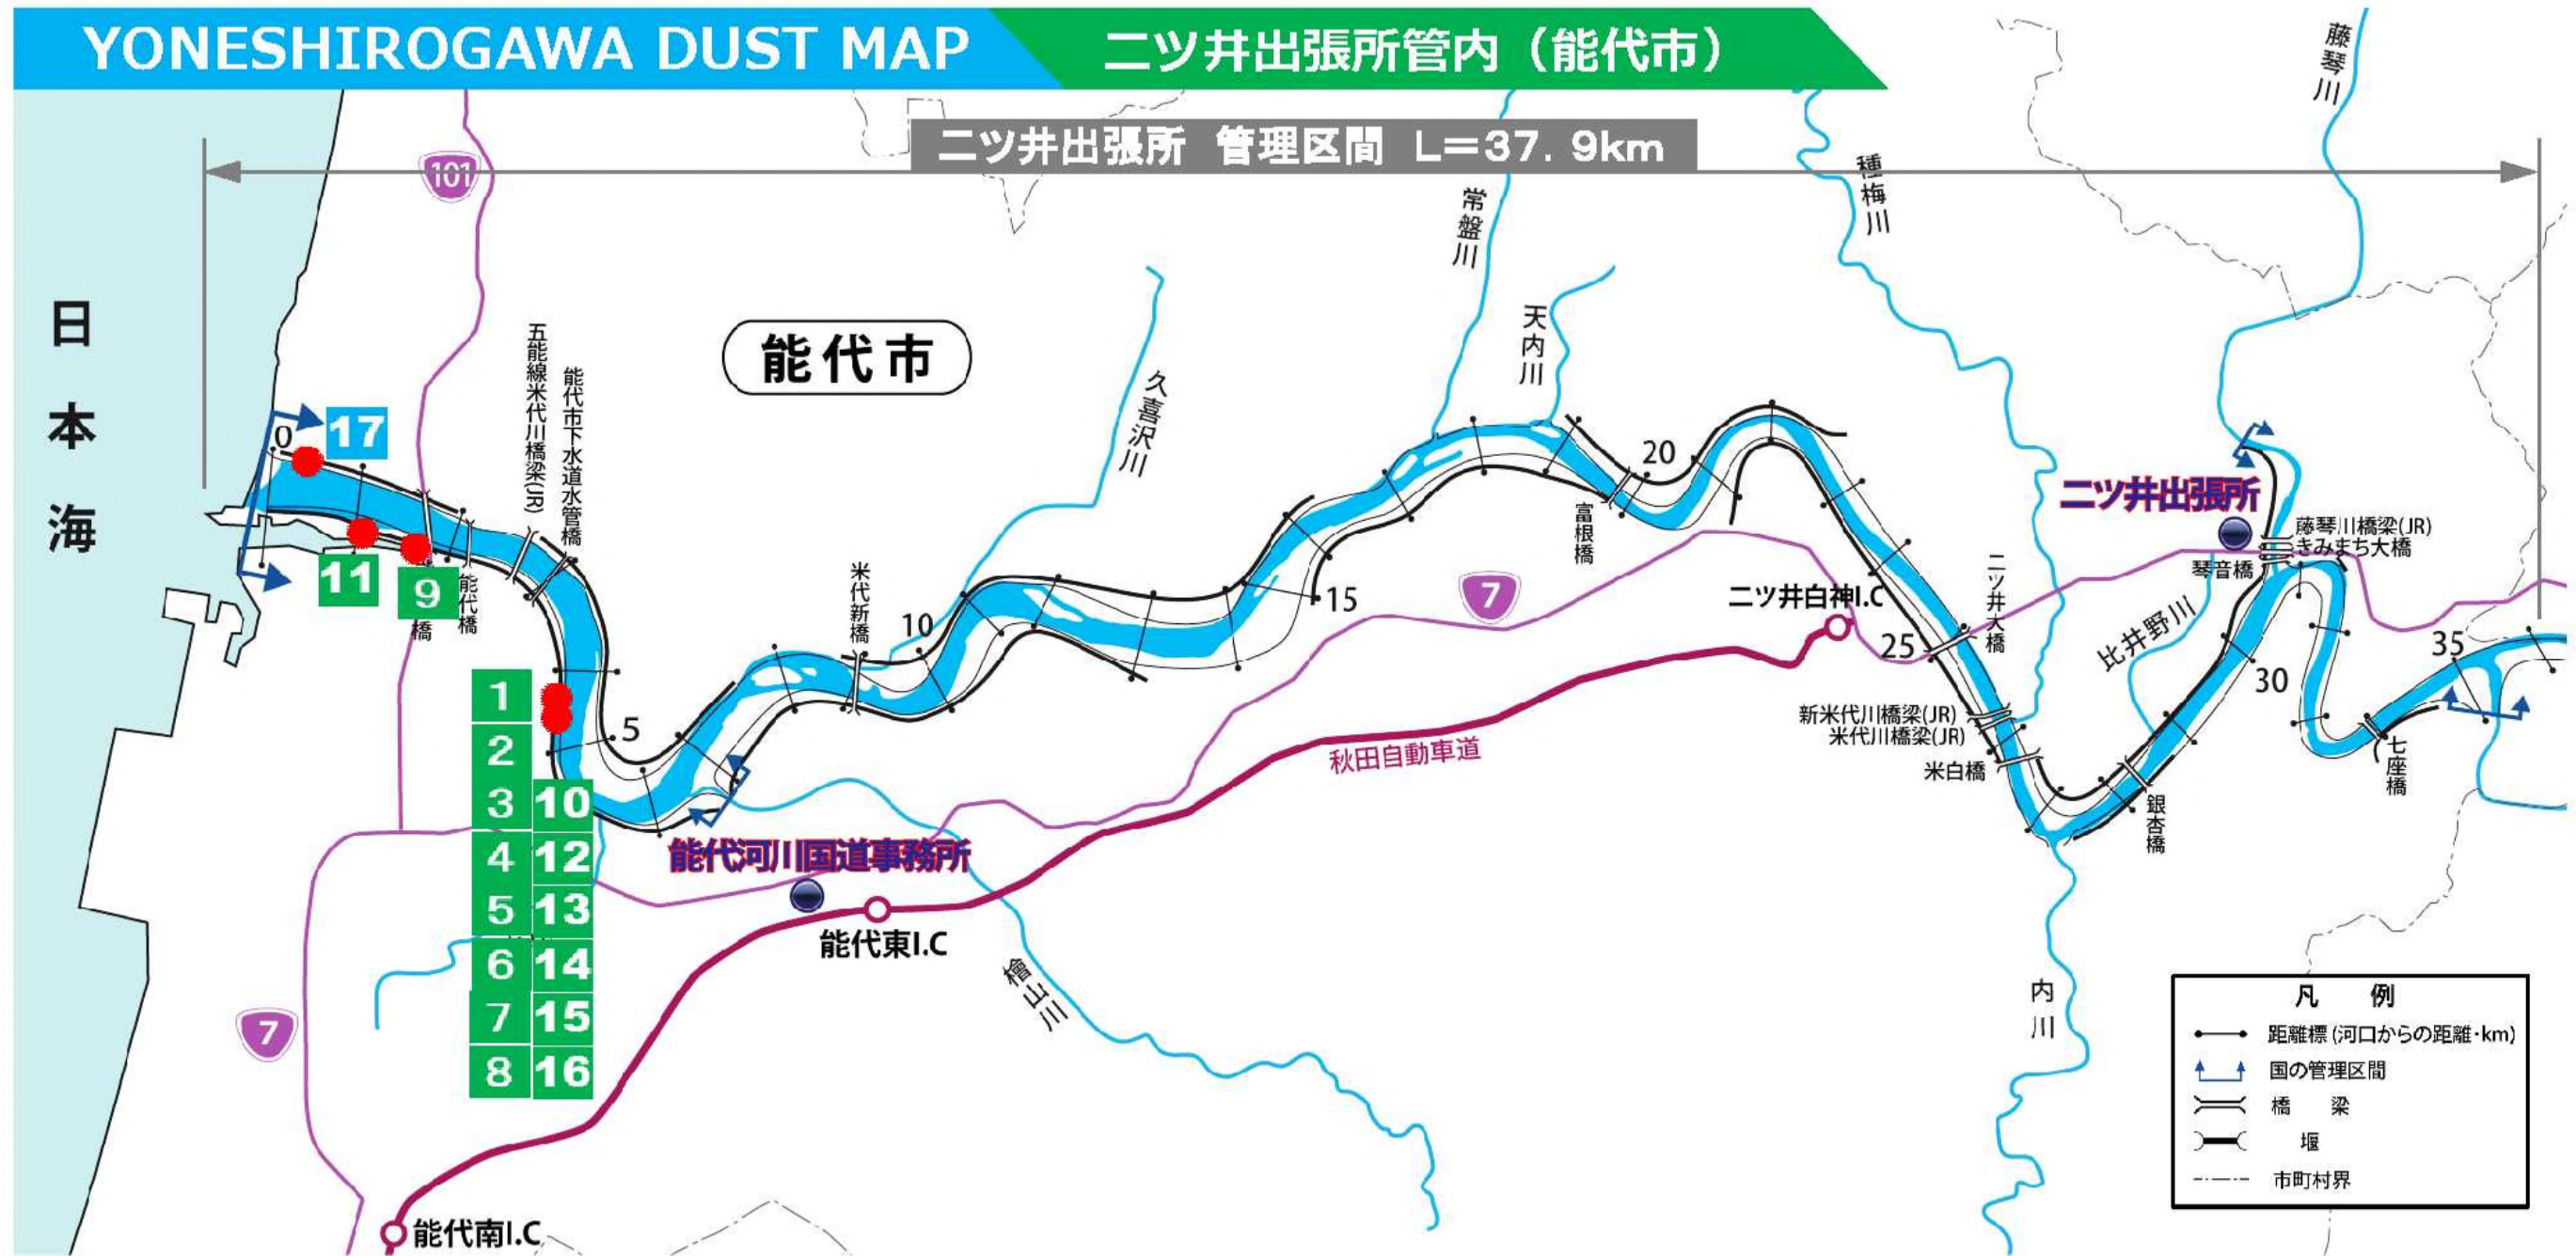 YONESHIROGAWA DUST MAP
二ツ井出張所管内（能代市）
二ツ井出張所 管理区間 L=37.9km
101
藤琴川
種梅川
常盤川
天内川
久喜沢川
日本海
能代市
五能線米代川橋梁(JR)
能代市下水道水管橋
0
17
11
9
橋
能代橋
米代新橋
10
15
富根橋
20
7
二ツ井白神I.C
25
二ツ井大橋
二ツ井出張所
藤琴川橋梁(JR)
きみまち大橋
琴音橋
比井野川
30
35
七座橋
新米代川橋梁(JR)
米代川橋梁(JR)
米白橋
銀杏橋
秋田自動車道
5
1
2
3 10
4 12
5 13
6 14
7 15
8 16
能代河川国道事務所
能代東I.C
檜山川
内川
7
能代南I.C
凡 例
距離標(河口からの距離・km)
国の管理区間
橋 梁
堰
市町村界